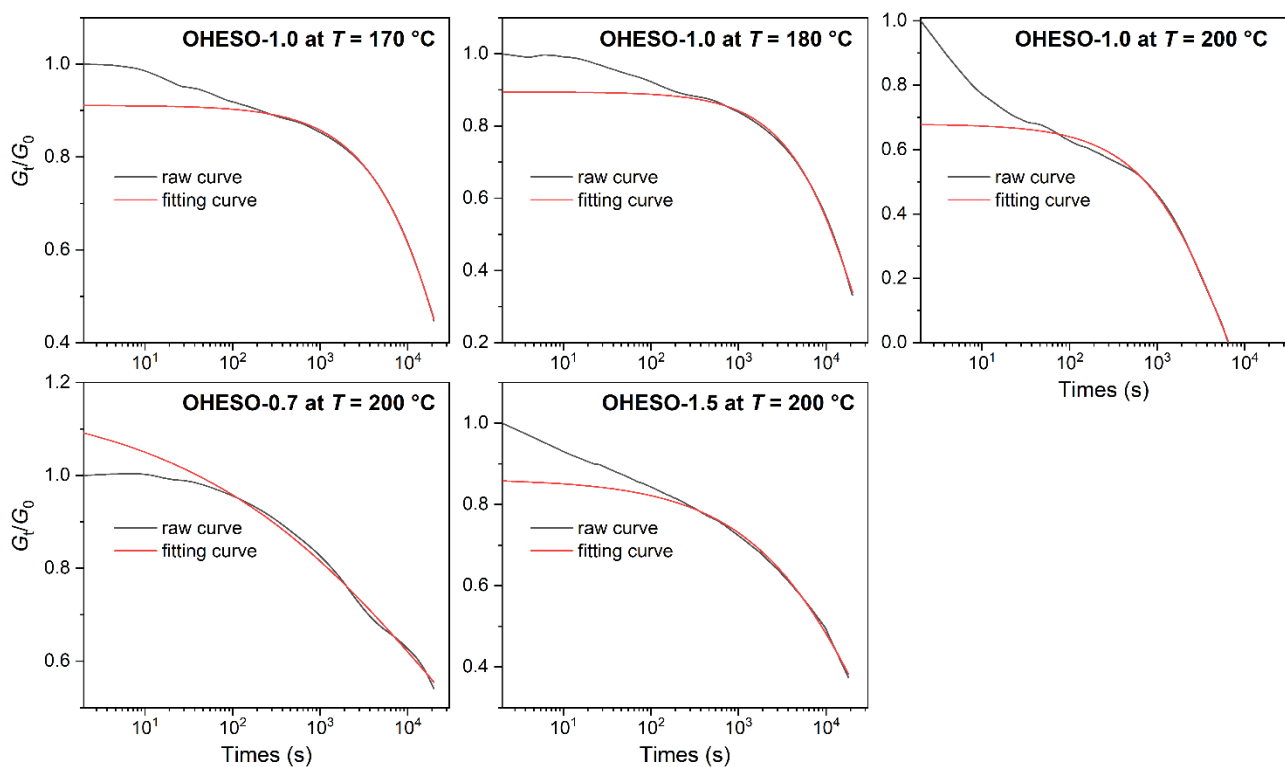 OHESO-1.0 at T = 170 °C
Gt/G0
1.0
0.8
0.6
0.4
raw curve
fitting curve
10¹
10²
10³
10⁴
OHESO-1.0 at T = 180 °C
1.0
0.8
0.6
0.4
0.2
raw curve
fitting curve
10¹
10²
10³
10⁴
OHESO-1.0 at T = 200 °C
1.0
0.8
0.6
0.4
0.2
0.0
raw curve
fitting curve
10¹
10²
10³
10⁴
Times (s)
OHESO-0.7 at T = 200 °C
Gt/G0
1.2
1.0
0.8
0.6
raw curve
fitting curve
10¹
10²
10³
10⁴
Times (s)
OHESO-1.5 at T = 200 °C
1.0
0.8
0.6
0.4
raw curve
fitting curve
10¹
10²
10³
10⁴
Times (s)